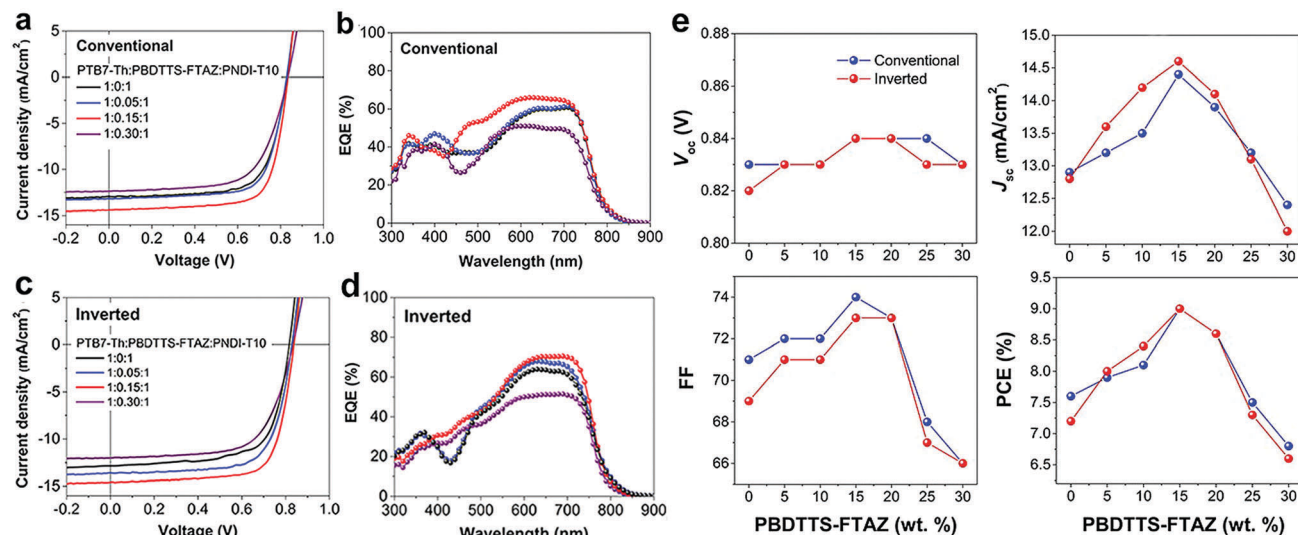 a
Conventional
PTB7-Th:PBDTTS-FTAZ:PNDI-T10
1:0:1
1:0.05:1
1:0.15:1
1:0.30:1
Current density (mA/cm²)
5
0
-5
-10
-15
-0.2 0.0 0.2 0.4 0.6 0.8 1.0
Voltage (V)
b
Conventional
EQE (%)
100
80
60
40
20
0
300 400 500 600 700 800 900
Wavelength (nm)
c
Inverted
PTB7-Th:PBDTTS-FTAZ:PNDI-T10
1:0:1
1:0.05:1
1:0.15:1
1:0.30:1
Current density (mA/cm²)
5
0
-5
-10
-15
-0.2 0.0 0.2 0.4 0.6 0.8 1.0
Voltage (V)
d
Inverted
EQE (%)
100
80
60
40
20
0
300 400 500 600 700 800 900
Wavelength (nm)
e
Conventional
Inverted
Voc (V)
0.88
0.86
0.84
0.82
0.80
0 5 10 15 20 25 30
Jsc (mA/cm²)
15.0
14.5
14.0
13.5
13.0
12.5
12.0
0 5 10 15 20 25 30
FF
74
72
70
68
66
0 5 10 15 20 25 30
PBDTTS-FTAZ (wt. %)
PCE (%)
9.5
9.0
8.5
8.0
7.5
7.0
6.5
0 5 10 15 20 25 30
PBDTTS-FTAZ (wt. %)